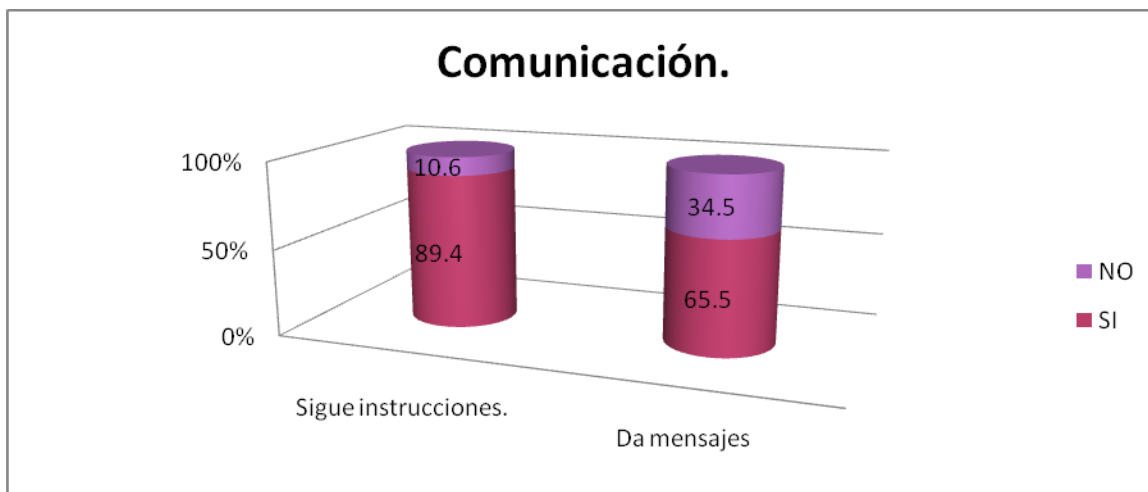 Comunicación.
100%
50%
0%
10.6
89.4
34.5
65.5
Sigue instrucciones.
Da mensajes
NO
SI